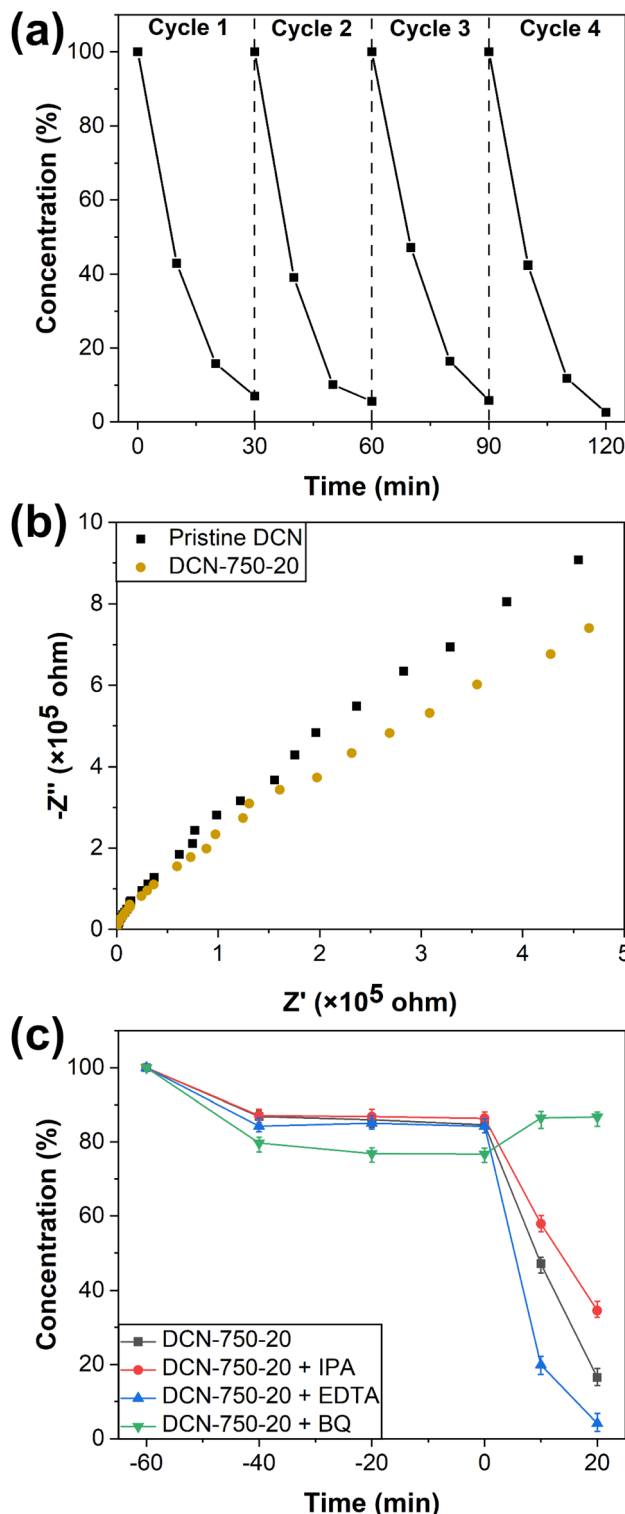 (a)
Cycle 1 Cycle 2 Cycle 3 Cycle 4
100
80
60
40
20
0
Concentration (%)
0 30 60 90 120
Time (min)
(b)
Pristine DCN
DCN-750-20
10
8
6
4
2
0
-Z'' (×10⁵ ohm)
0 1 2 3 4 5
Z' (×10⁵ ohm)
(c)
100
80
60
40
20
0
Concentration (%)
DCN-750-20
DCN-750-20 + IPA
DCN-750-20 + EDTA
DCN-750-20 + BQ
-60 -40 -20 0 20
Time (min)